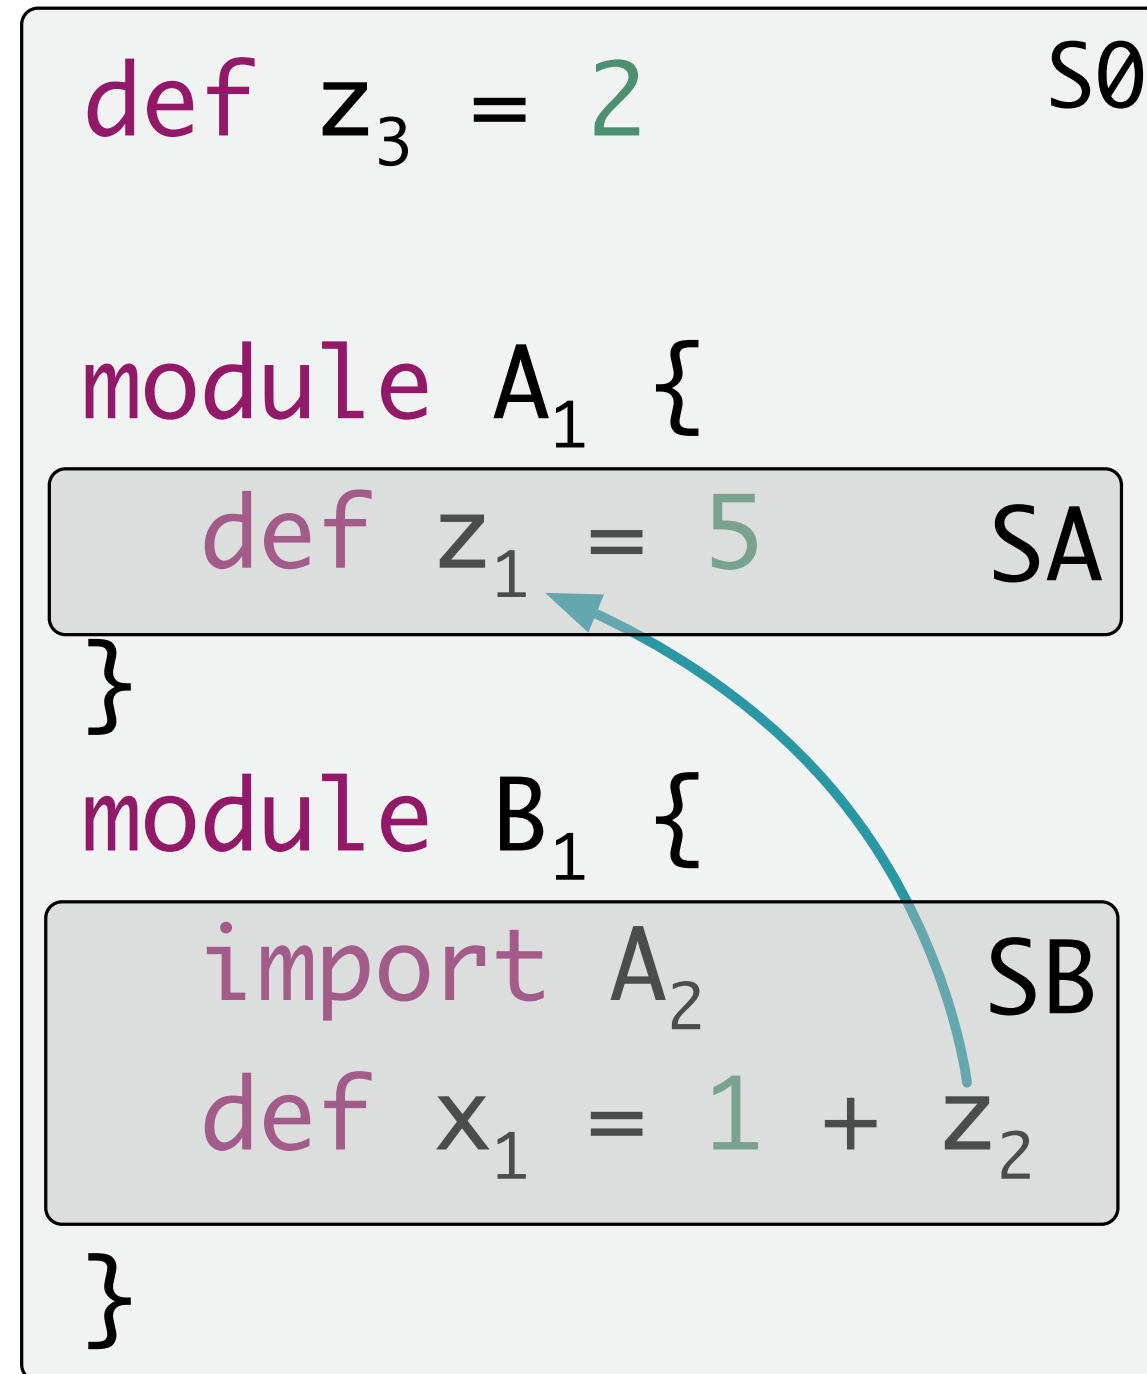 def z₃ = 2 S0
module A₁ {
def z₁ = 5 SA
}
module B₁ {
import A₂ SB
def x₁ = 1 + z₂
}